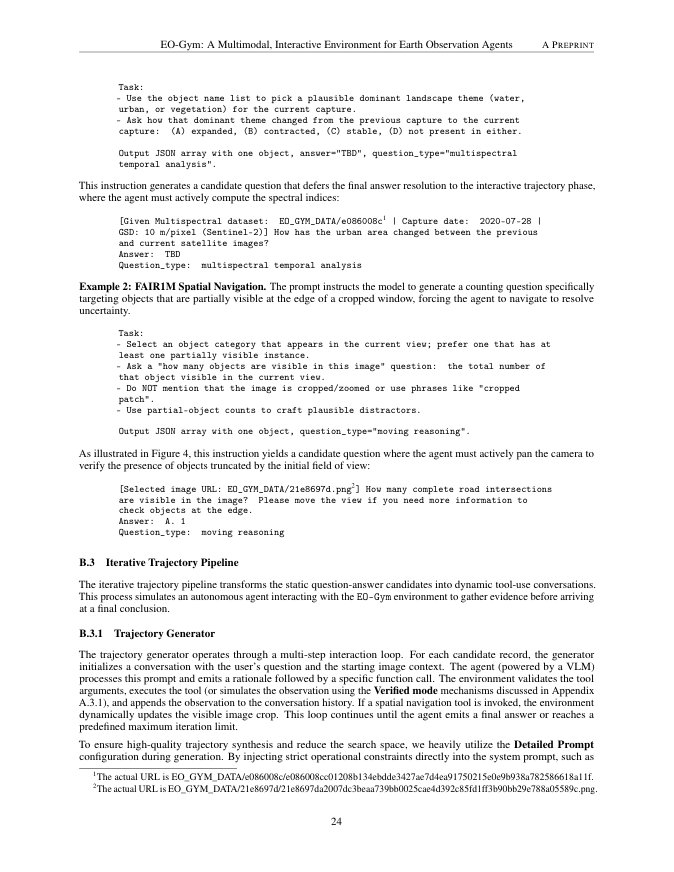 EO-Gym: A Multimodal, Interactive Environment for Earth Observation Agents A PREPRINT
Task:
- Use the object name list to pick a plausible dominant landscape theme (water,
urban, or vegetation) for the current capture.
- Ask how that dominant theme changed from the previous capture to the current
capture: (A) expanded, (B) contracted, (C) stable, (D) not present in either.
Output JSON array with one object, answer="TBD", question_type="multispectral
temporal analysis".
This instruction generates a candidate question that defers the final answer resolution to the interactive trajectory phase,
where the agent must actively compute the spectral indices:
[Given Multispectral dataset: EO_GYM_DATA/e086008c1 | Capture date: 2020-07-28 |
GSD: 10 m/pixel (Sentinel-2)] How has the urban area changed between the previous
and current satellite images?
Answer: TBD
Question_type: multispectral temporal analysis
Example 2: FAIR1M Spatial Navigation. The prompt instructs the model to generate a counting question specifically
targeting objects that are partially visible at the edge of a cropped window, forcing the agent to navigate to resolve
uncertainty.
Task:
- Select an object category that appears in the current view; prefer one that has at
least one partially visible instance.
- Ask a "how many objects are visible in this image" question: the total number of
that object visible in the current view.
- Do NOT mention that the image is cropped/zoomed or use phrases like "cropped
patch".
- Use partial-object counts to craft plausible distractors.
Output JSON array with one object, question_type="moving reasoning".
As illustrated in Figure 4, this instruction yields a candidate question where the agent must actively pan the camera to
verify the presence of objects truncated by the initial field of view:
[Selected image URL: EO_GYM_DATA/21e8697d.png2] How many complete road intersections
are visible in the image? Please move the view if you need more information to
check objects at the edge.
Answer: A. 1
Question_type: moving reasoning
B.3 Iterative Trajectory Pipeline
The iterative trajectory pipeline transforms the static question-answer candidates into dynamic tool-use conversations.
This process simulates an autonomous agent interacting with the EO-Gym environment to gather evidence before arriving
at a final conclusion.
B.3.1 Trajectory Generator
The trajectory generator operates through a multi-step interaction loop. For each candidate record, the generator
initializes a conversation with the user's question and the starting image context. The agent (powered by a VLM)
processes this prompt and emits a rationale followed by a specific function call. The environment validates the tool
arguments, executes the tool (or simulates the observation using the Verified mode mechanisms discussed in Appendix
A.3.1), and appends the observation to the conversation history. If a spatial navigation tool is invoked, the environment
dynamically updates the visible image crop. This loop continues until the agent emits a final answer or reaches a
predefined maximum iteration limit.
To ensure high-quality trajectory synthesis and reduce the search space, we heavily utilize the Detailed Prompt
configuration during generation. By injecting strict operational constraints directly into the system prompt, such as
1The actual URL is EO_GYM_DATA/e086008c/e086008cc01208b134ebdde3427ae7d4ea91750215e0e9b938a782586618a11f.
2The actual URL is EO_GYM_DATA/21e8697d/21e8697da2007dc3beaa739bb0025cae4d392c85fd1ff3b90bb29e788a05589c.png.
24